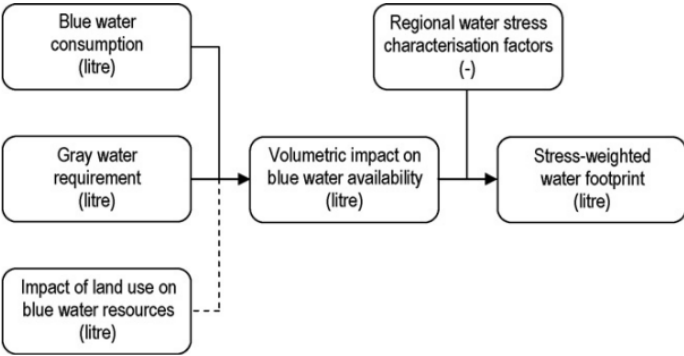 Blue water
consumption
(litre)
Regional water stress
characterisation factors
(-)
Gray water
requirement
(litre)
Volumetric impact on
blue water availability
(litre)
Stress-weighted
water footprint
(litre)
Impact of land use on
blue water resources
(litre)